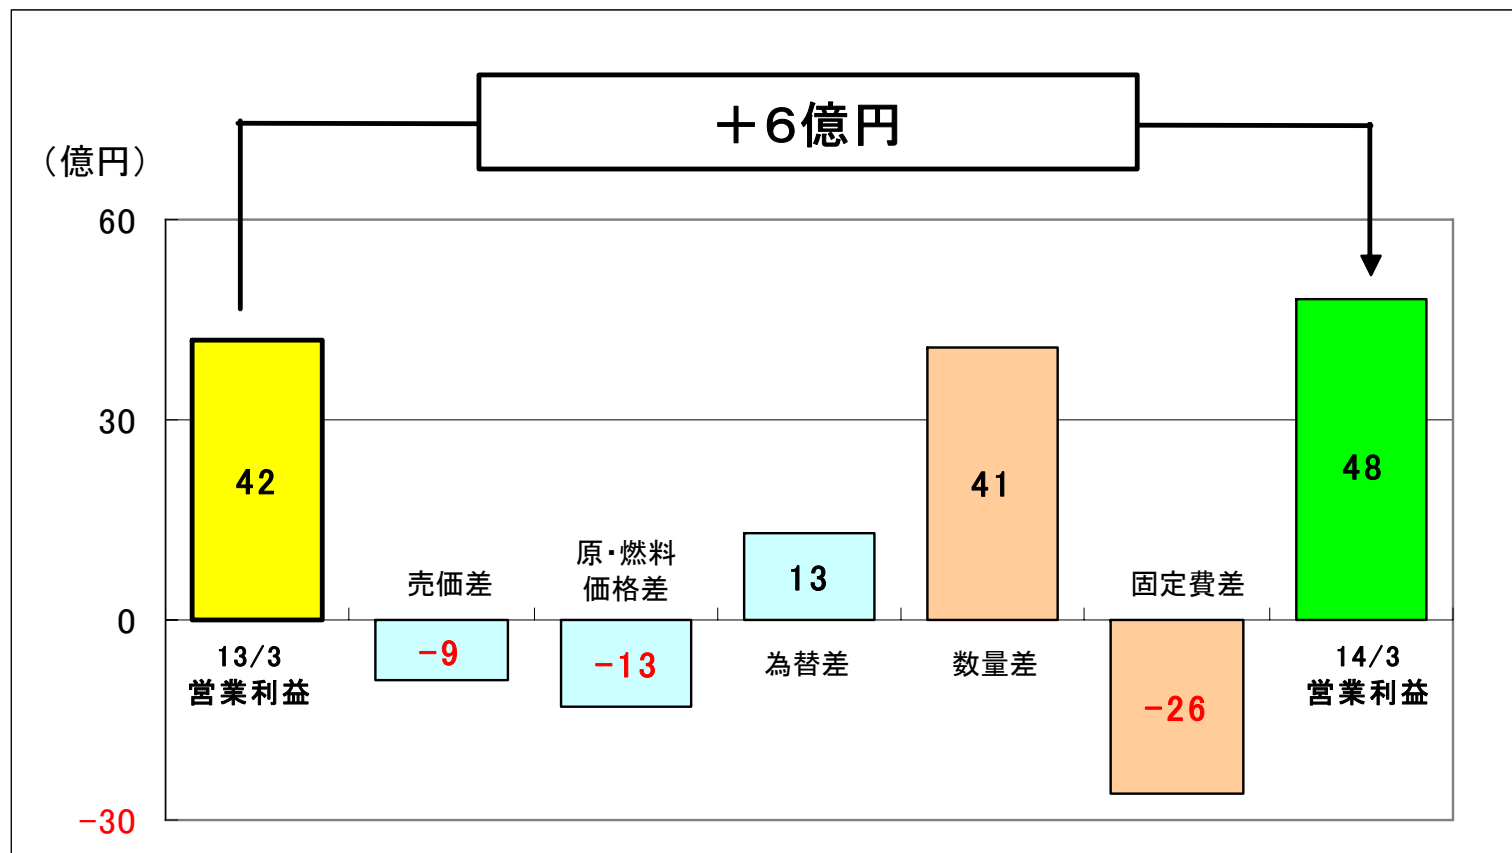 ＋６億円
（億円）
60
30
0
-30
42
-9
-13
13
41
-26
48
売価差
原・燃料
価格差
為替差
数量差
固定費差
13/3
営業利益
14/3
営業利益